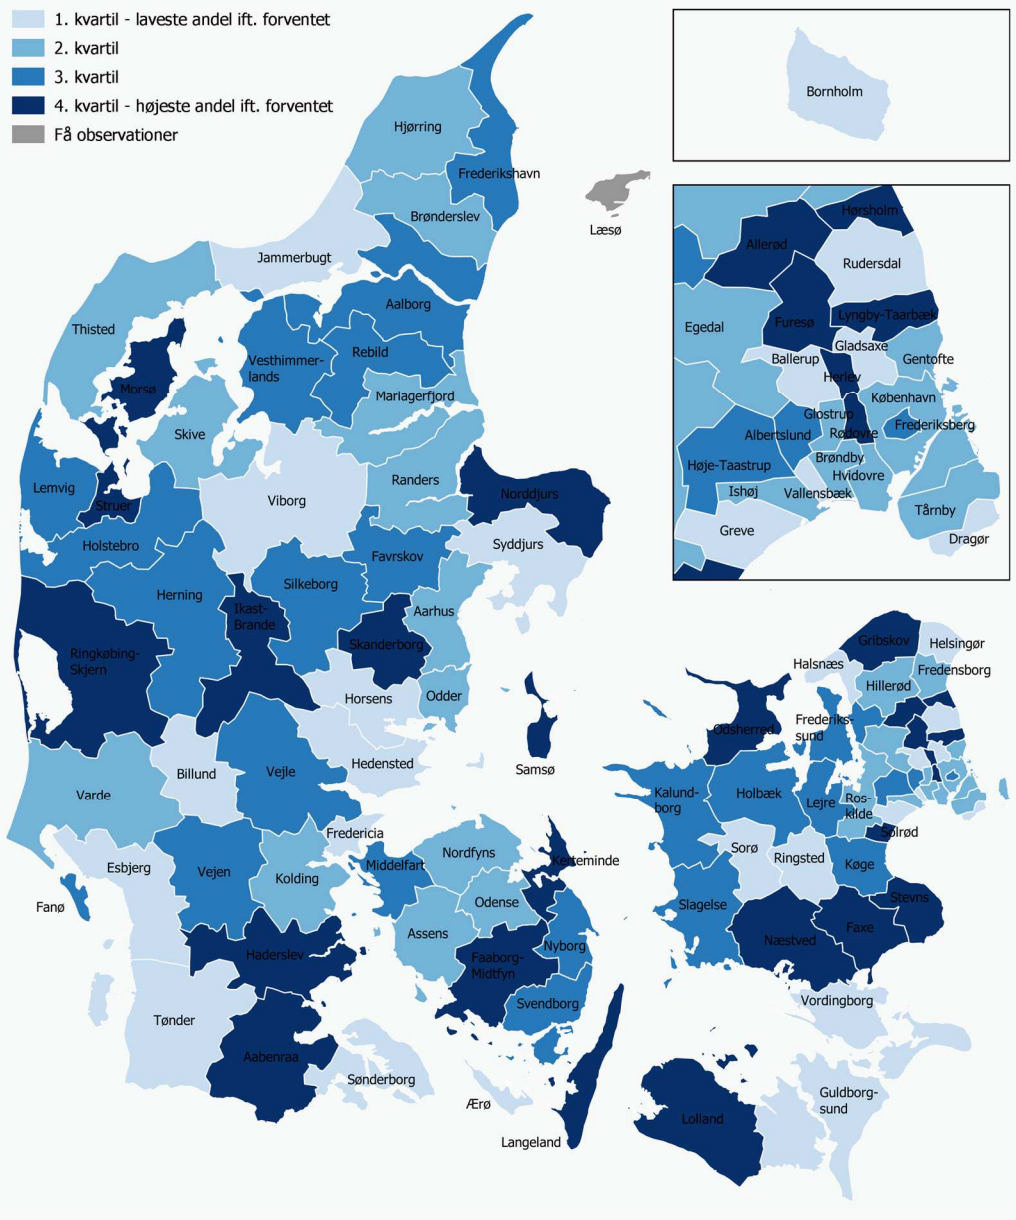 1. kvartil - laveste andel ift. forventet
2. kvartil
3. kvartil
4. kvartil - højeste andel ift. forventet
Få observationer
Bornholm
Hjørring
Frederikshavn
Brønderslev
Læsø
Jammerbugt
Aalborg
Thisted
Rebild
Vesthimmer-
lands
Morsø
Mariagerfjord
Skive
Randers
Lemvig
Struer
Viborg
Norddjurs
Holstebro
Favrskov
Syddjurs
Silkeborg
Herning
Ikast-
Brande
Aarhus
Skanderborg
Ringkøbing-
Skjern
Horsens
Odder
Hedensted
Samsø
Billund
Vejle
Varde
Fredericia
Esbjerg
Vejen
Kolding
Middelfart
Nordfyns
Kerteminde
Fanø
Odense
Assens
Nyborg
Haderslev
Faaborg-
Midtfyn
Svendborg
Tønder
Aabenraa
Sønderborg
Ærø
Langeland
Hørsholm
Allerød
Rudersdal
Furesø
Lyngby-Taarbæk
Egedal
Gladsaxe
Ballerup
Gentofte
Herlev
København
Glostrup
Frederiksberg
Albertslund
Rødovre
Brøndby
Høje-Taastrup
Hvidovre
Ishøj
Vallensbæk
Tårnby
Greve
Dragør
Gribskov
Helsingør
Halsnæs
Fredensborg
Hillerød
Odsherred
Frederiks-
sund
Kalund-
borg
Holbæk
Lejre
Ros-
kilde
Solrød
Sorø
Ringsted
Køge
Slagelse
Stevns
Næstved
Faxe
Vordingborg
Guldborg-
sund
Lolland